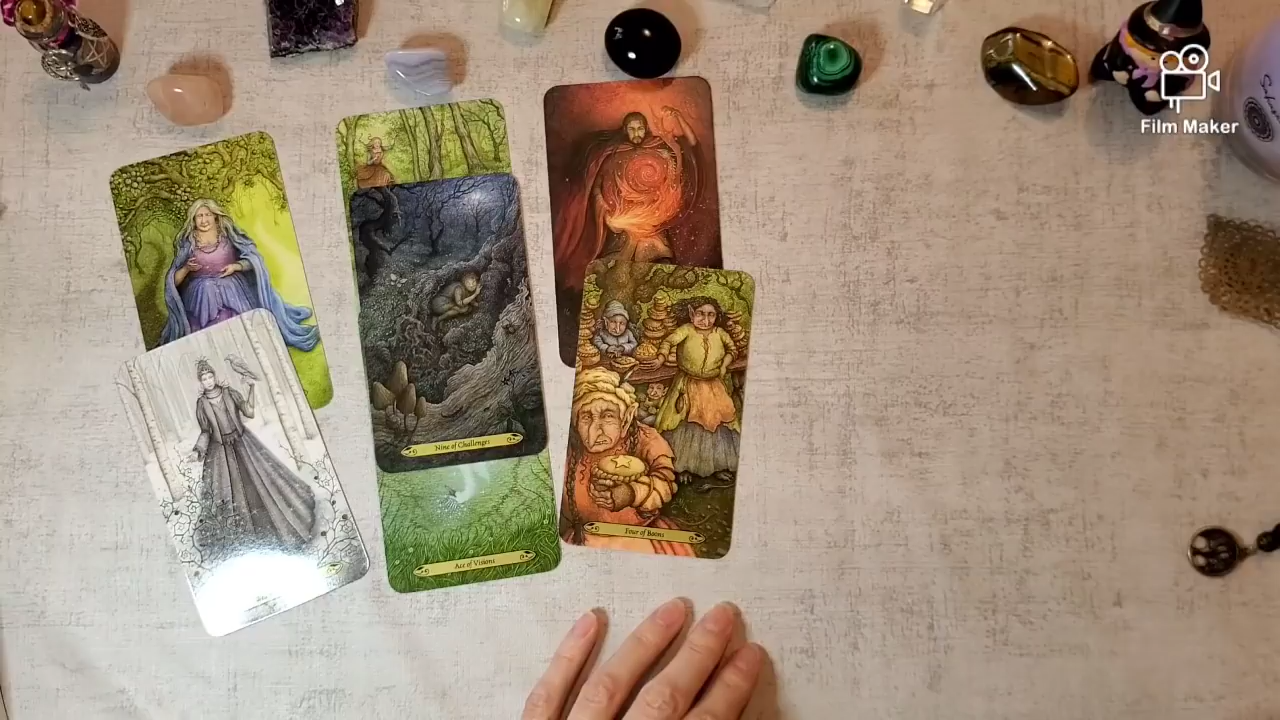 Film Maker
Nine of Challenges
Four of Boons
Ace of Visions